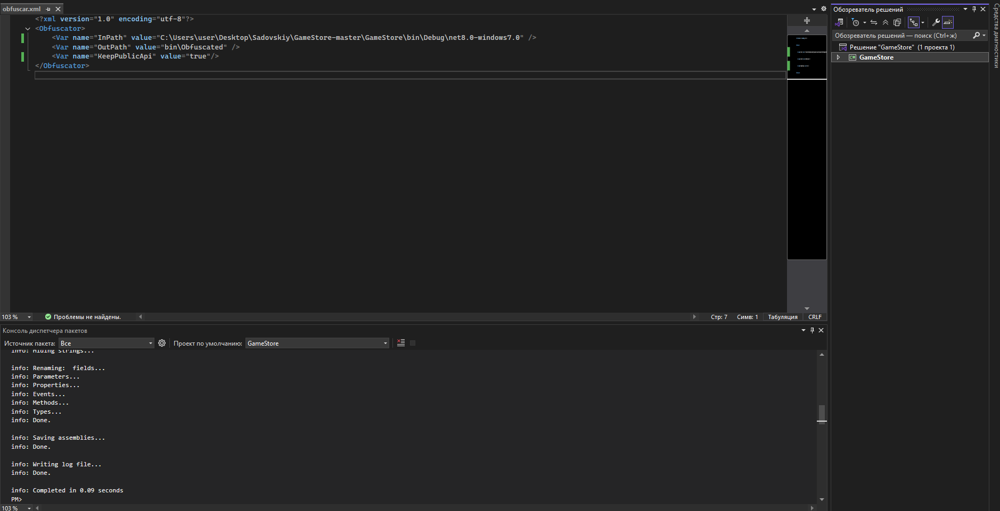 obfuscar.xml
<?xml version="1.0" encoding="utf-8"?>
<Obfuscator>
<Var name="InPath" value="C:\Users\user\Desktop\Sadovskiy\GameStore-master\GameStore\bin\Debug\net8.0-windows7.0" />
<Var name="OutPath" value="bin\Obfuscated" />
<Var name="KeepPublicApi" value="true"/>
</Obfuscator>
103 %
Проблемы не найдены.
Стр: 7
Симв: 1
Табуляция
CRLF
Консоль диспетчера пакетов
Источник пакета: Все
Проект по умолчанию: GameStore
info: Hiding strings...
info: Renaming:  fields...
info: Parameters...
info: Properties...
info: Events...
info: Methods...
info: Types...
info: Done.
info: Saving assemblies...
info: Done.
info: Writing log file...
info: Done.
info: Completed in 0.09 seconds
PM>
103 %
Обозреватель решений
Обозреватель решений — поиск (Ctrl+ж)
Решение "GameStore" (1 проекта 1)
C# GameStore
Средства диагностики